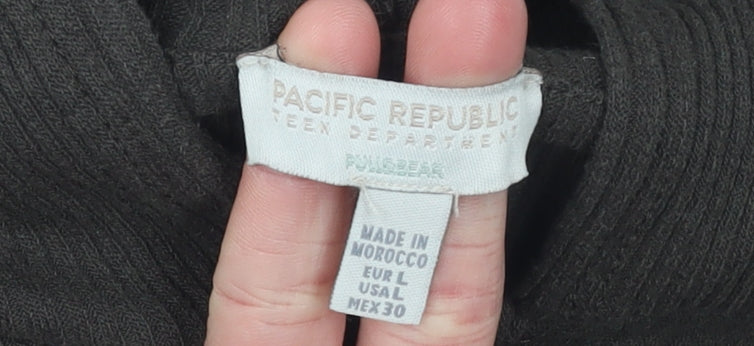 PACIFIC REPUBLIC
TEEN DEPARTMENT
PULL&BEAR
MADE IN
MOROCCO
EUR L
USA L
MEX 30